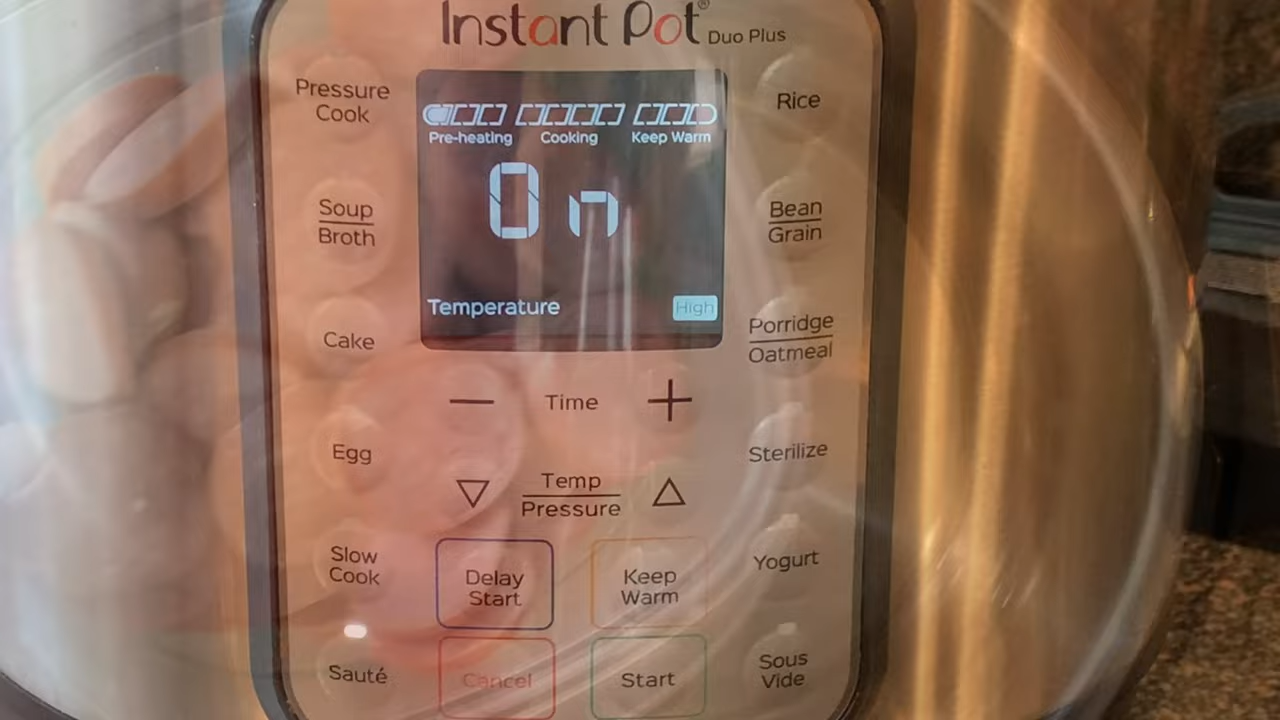 Instant Pot® Duo Plus
Pressure
Cook
Rice
Pre-heating Cooking Keep Warm
On
Soup
Broth
Bean
Grain
Temperature High
Cake
Porridge
Oatmeal
− Time +
Egg
Sterilize
Temp
Pressure
Slow
Cook
Delay
Start
Keep
Warm
Yogurt
Sauté
Cancel
Start
Sous
Vide